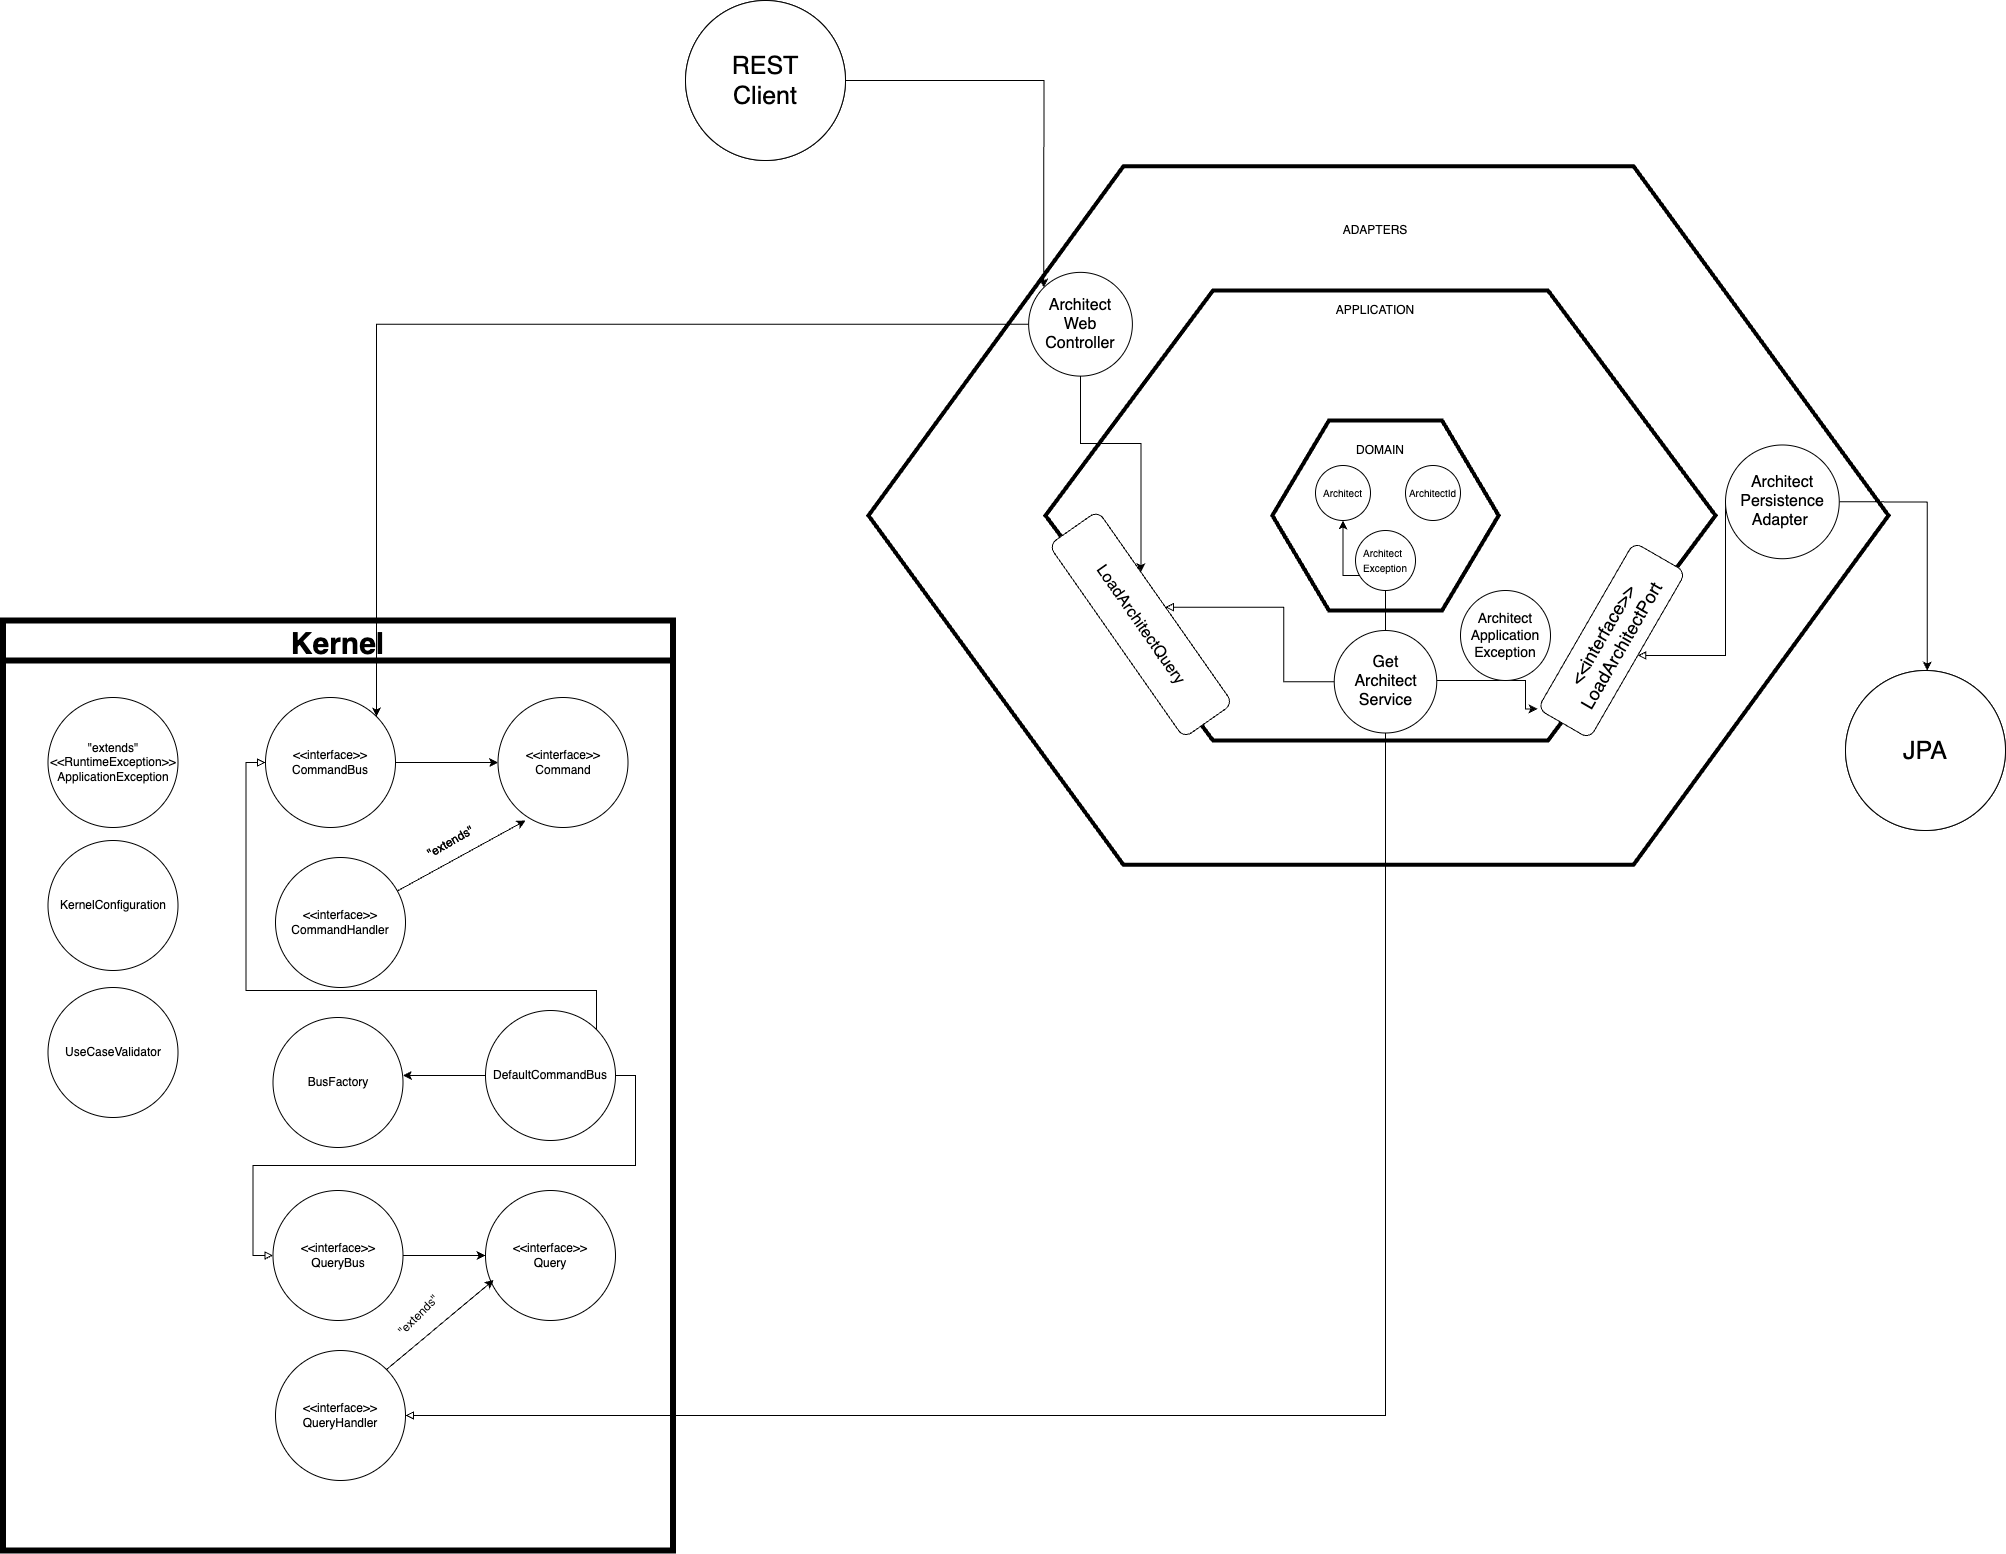 REST
Client
ADAPTERS
Architect
Web
Controller
APPLICATION
DOMAIN
Architect
ArchitectId
Architect
Exception
Architect
Persistence
Adapter
LoadArchitectQuery
Get
Architect
Service
Architect
Application
Exception
<<interface>>
LoadArchitectPort
JPA
Kernel
"extends"
<<RuntimeException>>
ApplicationException
<<interface>>
CommandBus
<<interface>>
Command
"extends"
KernelConfiguration
<<interface>>
CommandHandler
UseCaseValidator
BusFactory
DefaultCommandBus
<<interface>>
QueryBus
<<interface>>
Query
"extends"
<<interface>>
QueryHandler